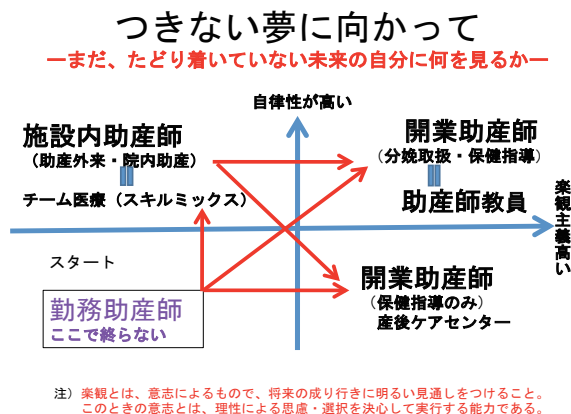 つきない夢に向かって
ーまだ、たどり着いていない未来の自分に何を見るかー
自律性が高い
施設内助産師
（助産外来・院内助産）
チーム医療（スキルミックス）
開業助産師
（分娩取扱・保健指導）
助産師教員
楽観主義高い
スタート
勤務助産師
ここで終らない
開業助産師
（保健指導のみ）
産後ケアセンター
注）楽観とは、意志によるもので、将来の成り行きに明るい見通しをつけること。
このときの意志とは、理性による思慮・選択を決心して実行する能力である。